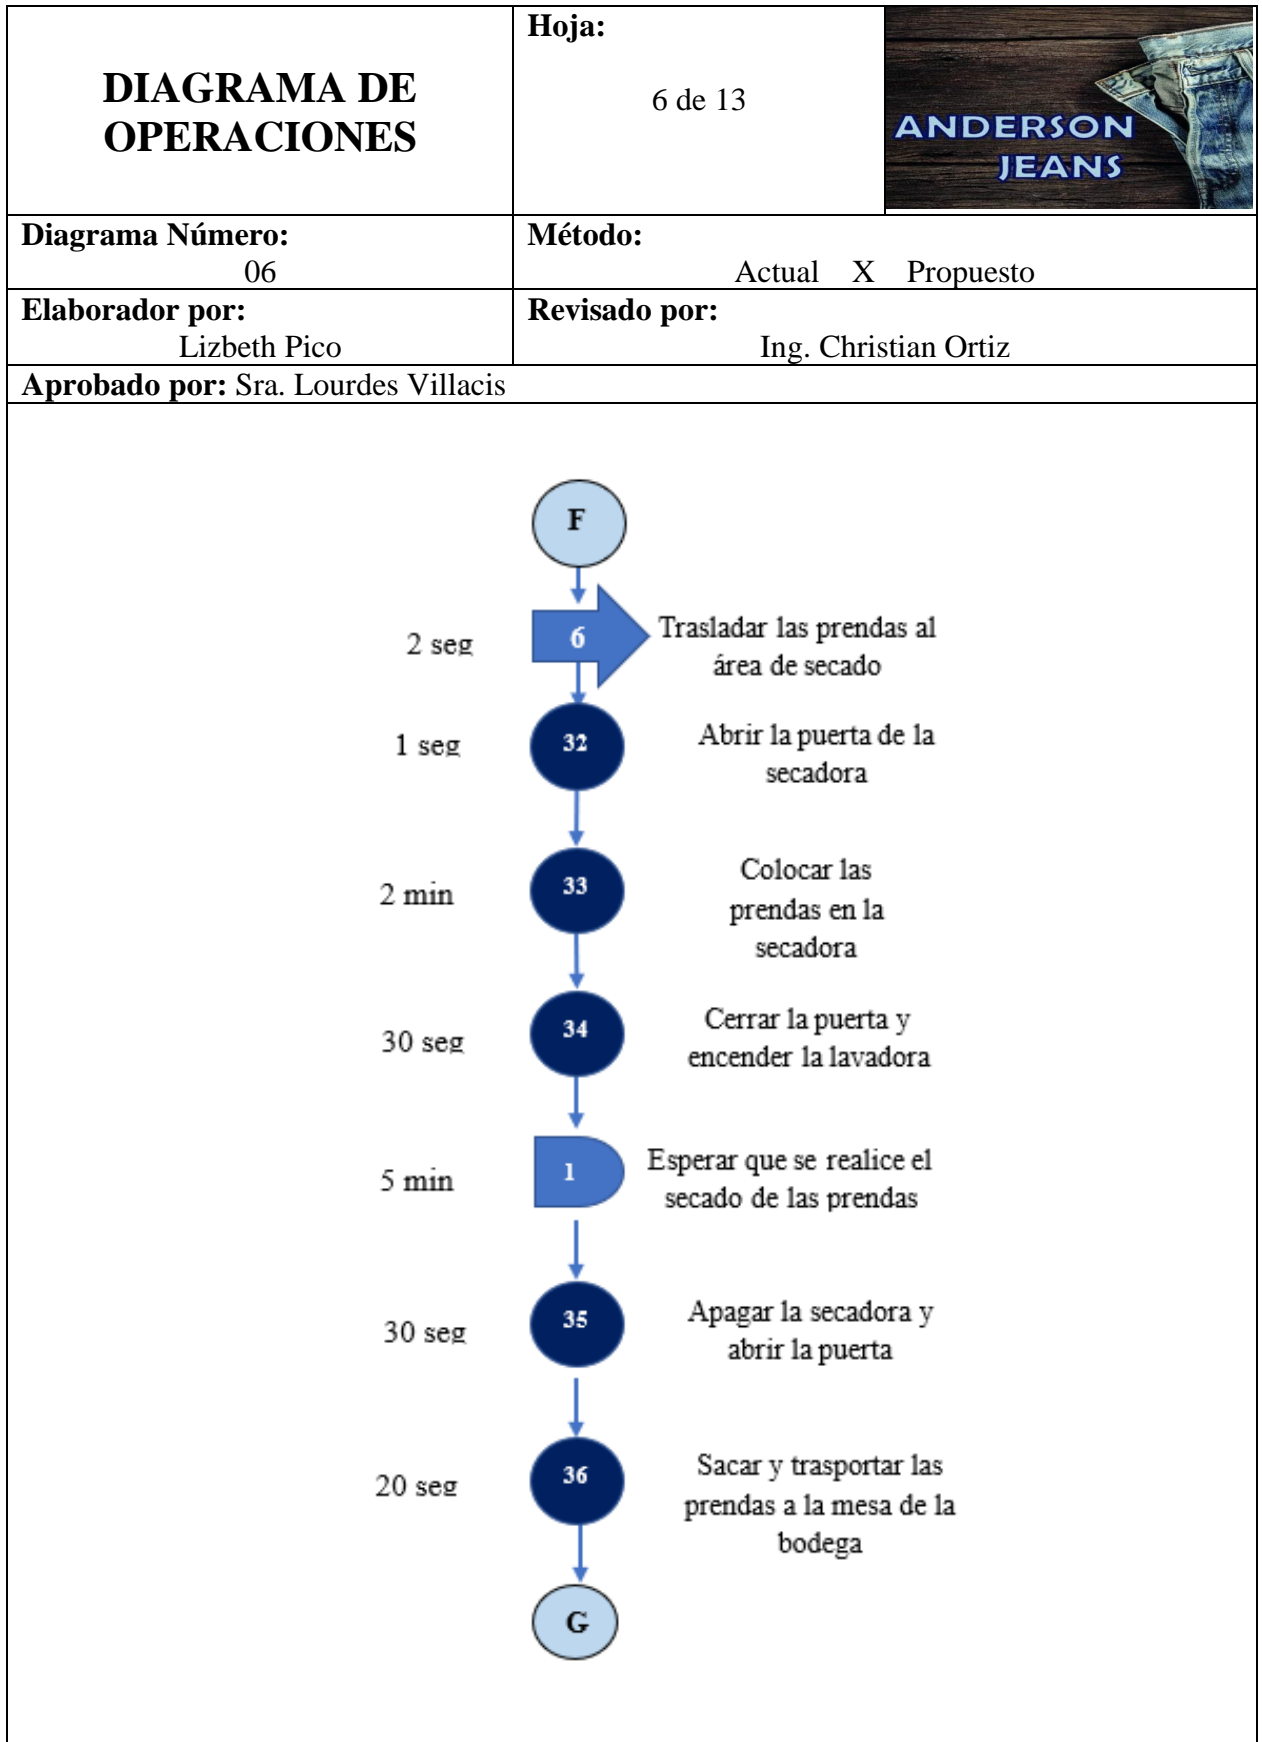 DIAGRAMA DE
OPERACIONES
Hoja:
6 de 13
ANDERSON
JEANS
Diagrama Número:
06
Método:
Actual X Propuesto
Elaborador por:
Lizbeth Pico
Revisado por:
Ing. Christian Ortiz
Aprobado por: Sra. Lourdes Villacis
F
2 seg
6
Trasladar las prendas al
área de secado
1 seg
32
Abrir la puerta de la
secadora
2 min
33
Colocar las
prendas en la
secadora
30 seg
34
Cerrar la puerta y
encender la lavadora
5 min
1
Esperar que se realice el
secado de las prendas
30 seg
35
Apagar la secadora y
abrir la puerta
20 seg
36
Sacar y trasportar las
prendas a la mesa de la
bodega
G